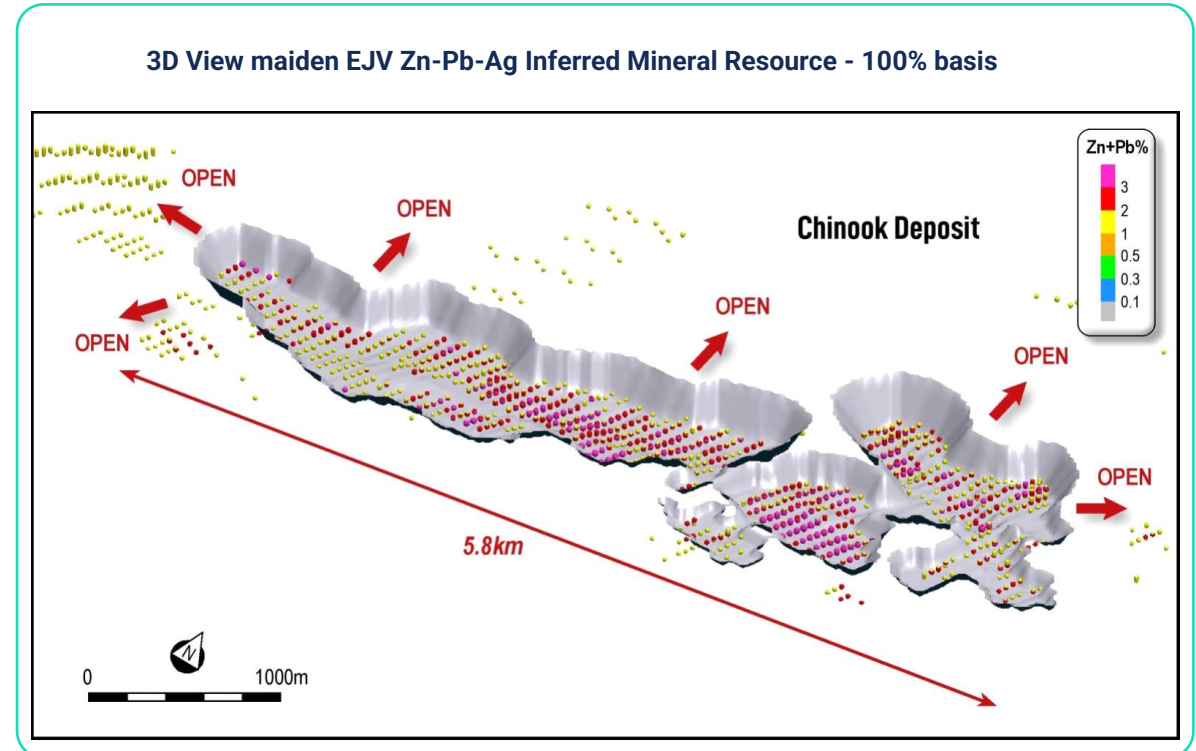 3D View maiden EJV Zn-Pb-Ag Inferred Mineral Resource - 100% basis
Zn+Pb%
3
2
1
0.5
0.3
0.1
OPEN
OPEN
Chinook Deposit
OPEN
OPEN
OPEN
OPEN
5.8km
N
0 1000m